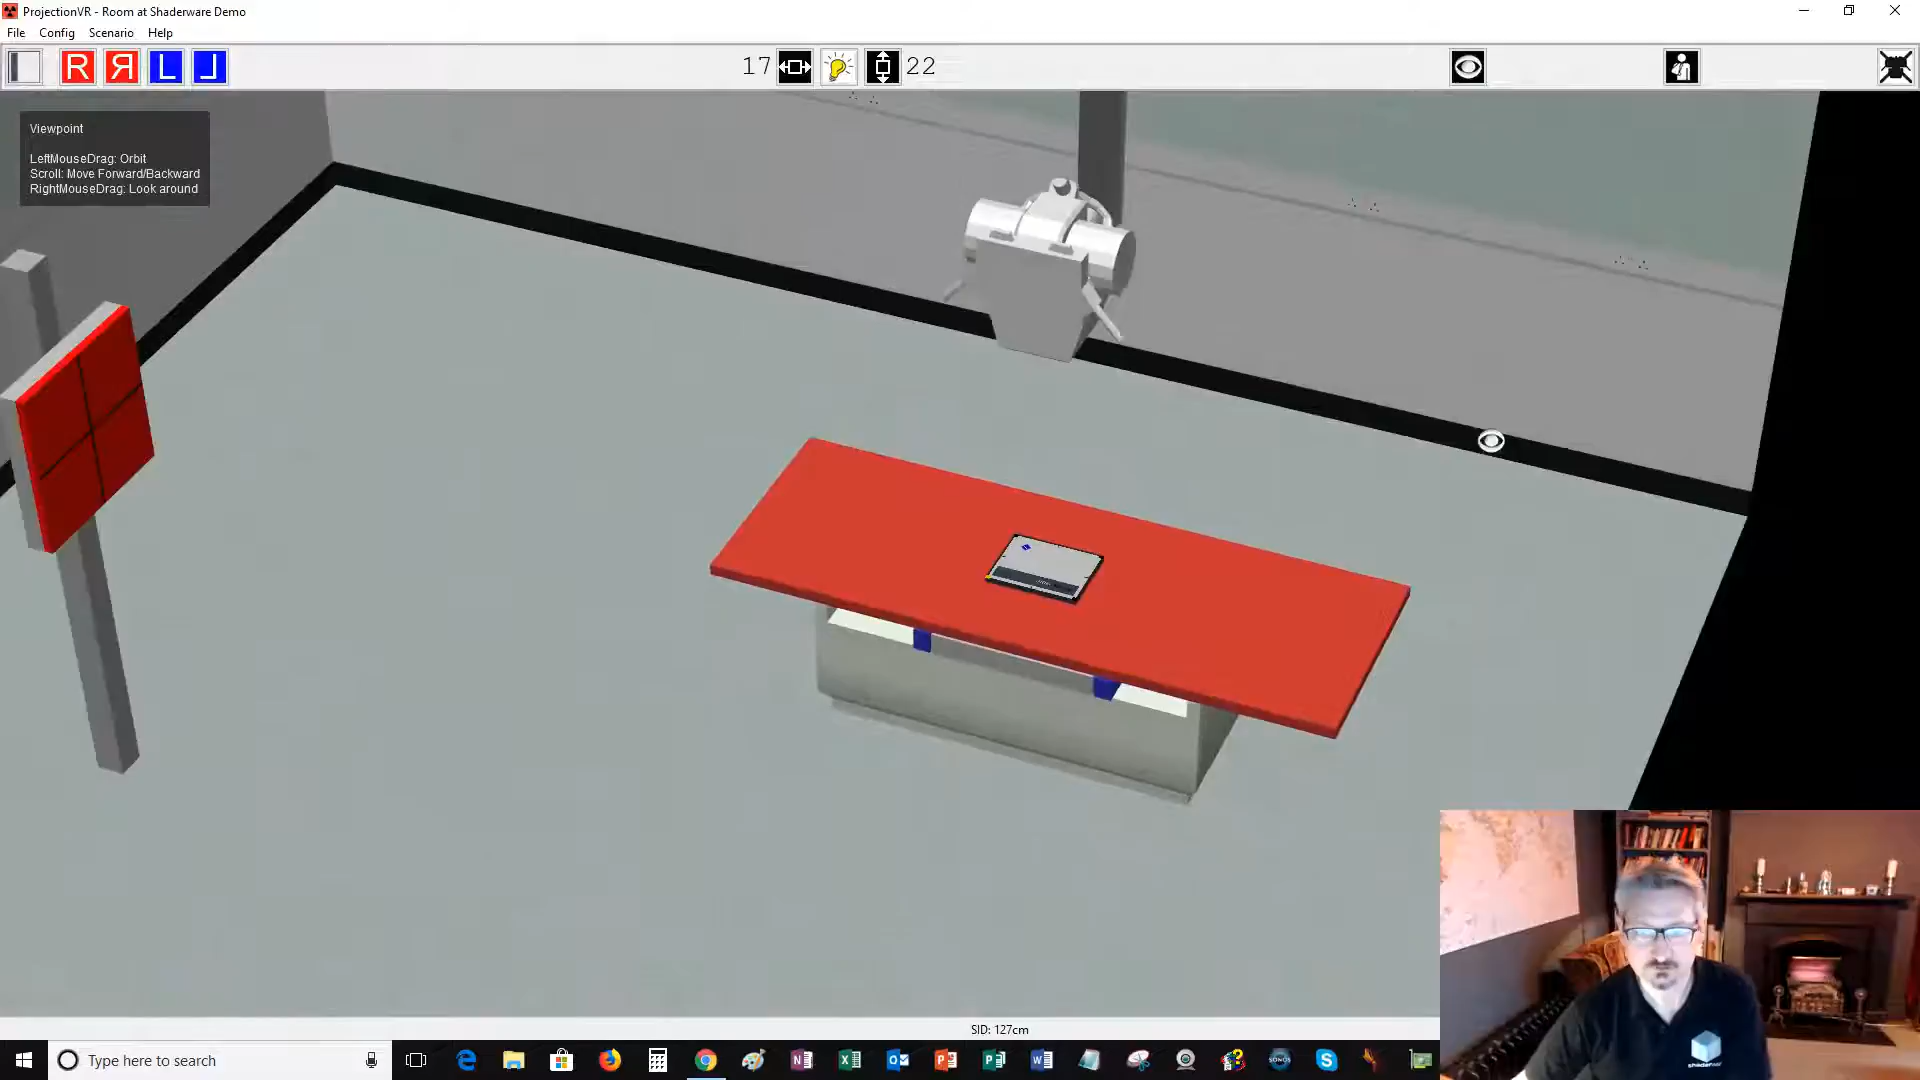 ProjectionVR - Room at Shaderware Demo
File Config Scenario Help
R R L L 17 22
Viewpoint
LeftMouseDrag: Orbit
Scroll: Move Forward/Backward
RightMouseDrag: Look around
SID: 127cm
Type here to search